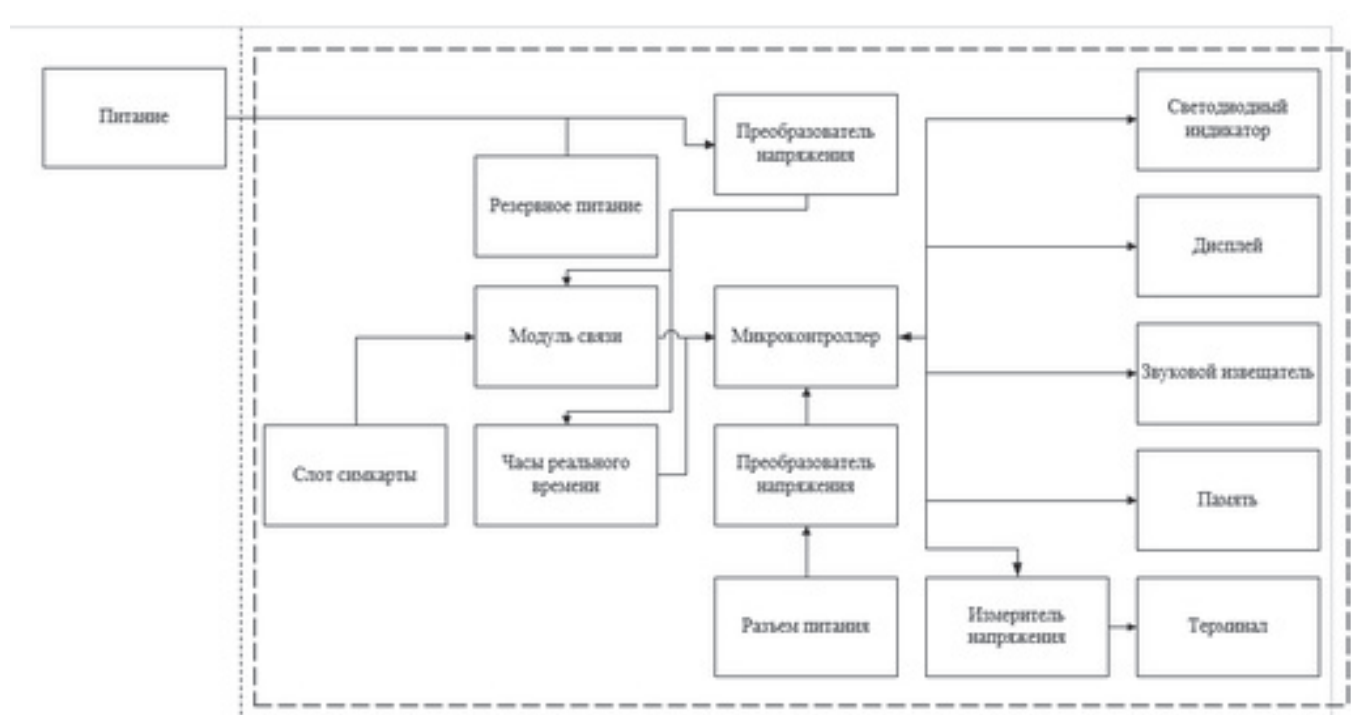 Питание
Преобразователь
напряжения
Светодиодный
индикатор
Резервное питание
Дисплей
Модуль связи
Микроконтроллер
Звуковой извещатель
Слот симкарты
Часы реального
времени
Преобразователь
напряжения
Память
Разъем питания
Измеритель
напряжения
Терминал